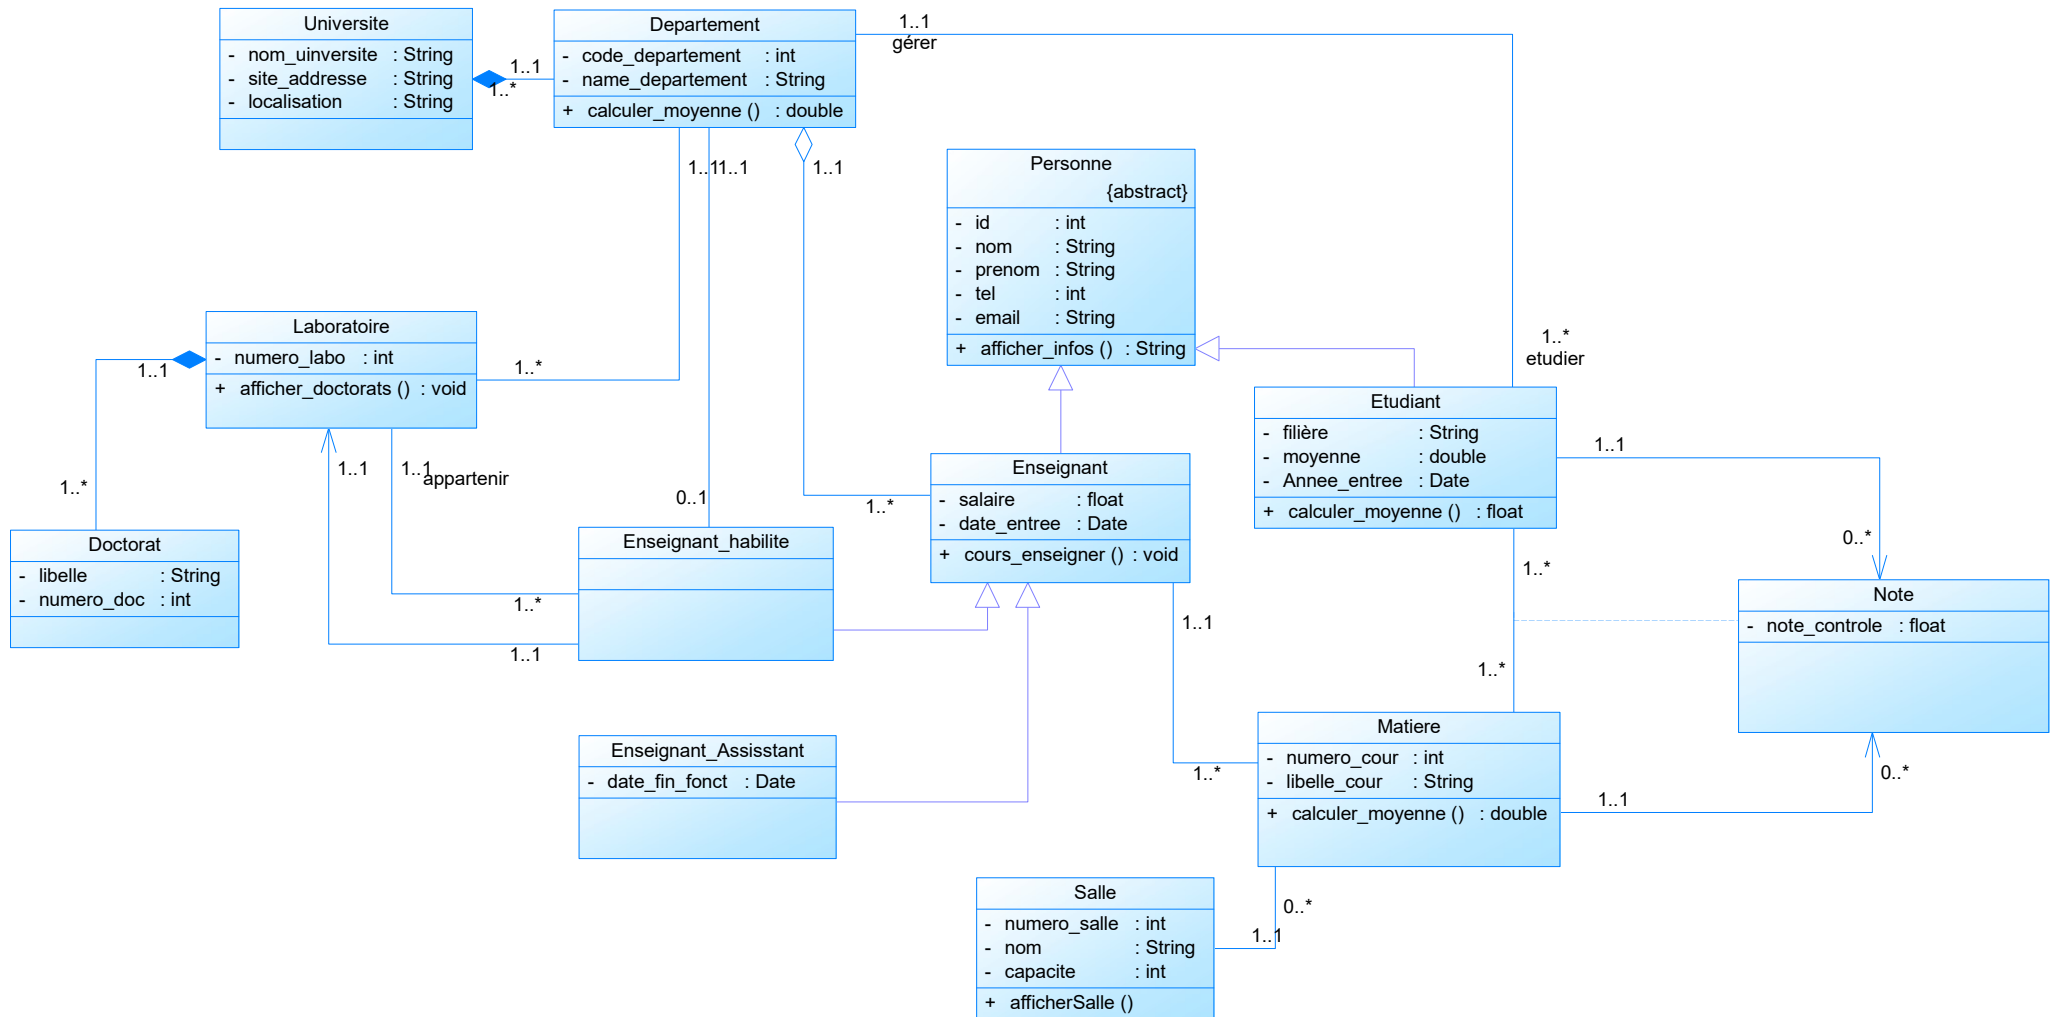 Universite
- nom_uinversite : String
- site_addresse : String
- localisation : String
1..1
1..*
Departement
- code_departement : int
- name_departement : String
+ calculer_moyenne () : double
1..1
gérer
1..1
1..1
1..1
Personne
{abstract}
- id : int
- nom : String
- prenom : String
- tel : int
- email : String
+ afficher_infos () : String
Laboratoire
- numero_labo : int
+ afficher_doctorats () : void
1..1
1..*
1..*
etudier
Etudiant
- filière : String
- moyenne : double
- Annee_entree : Date
+ calculer_moyenne () : float
1..1
1..1
1..1
appartenir
1..*
0..1
Enseignant
- salaire : float
- date_entree : Date
+ cours_enseigner () : void
1..*
0..*
Doctorat
- libelle : String
- numero_doc : int
Enseignant_habilite
1..*
1..1
1..*
Note
- note_controle : float
1..1
1..*
Enseignant_Assisstant
- date_fin_fonct : Date
Matiere
- numero_cour : int
- libelle_cour : String
+ calculer_moyenne () : double
1..*
1..1
0..*
Salle
- numero_salle : int
- nom : String
- capacite : int
+ afficherSalle ()
0..*
1..1